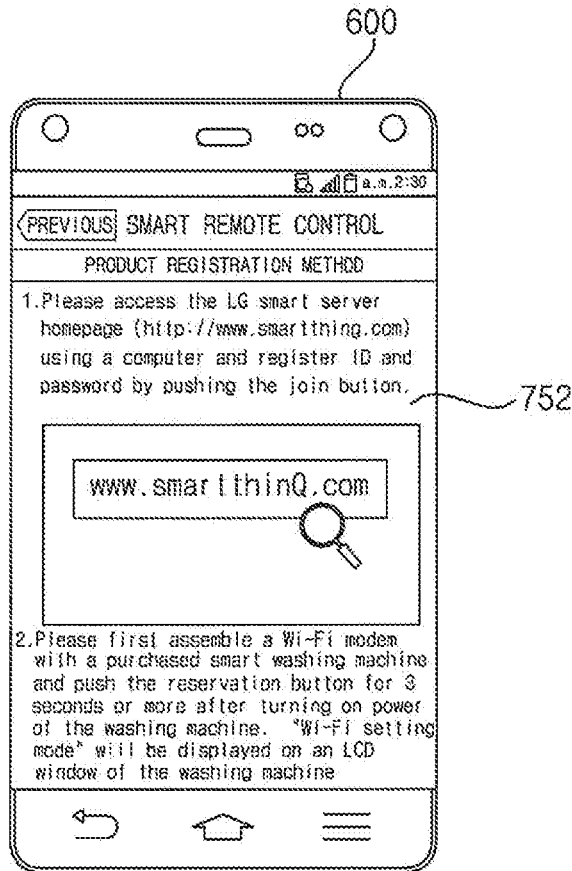 600
a.m.2:30
PREVIOUS SMART REMOTE CONTROL
PRODUCT REGISTRATION METHOD
1.Please access the LG smart server
homepage (http://www.smartthing.com)
using a computer and register ID and
password by pushing the join button.
752
www.smartthinQ.com
2.Please first assemble a Wi-Fi modem
with a purchased smart washing machine
and push the reservation button for 3
seconds or more after turning on power
of the washing machine. "Wi-Fi setting
mode" will be displayed on an LCD
window of the washing machine